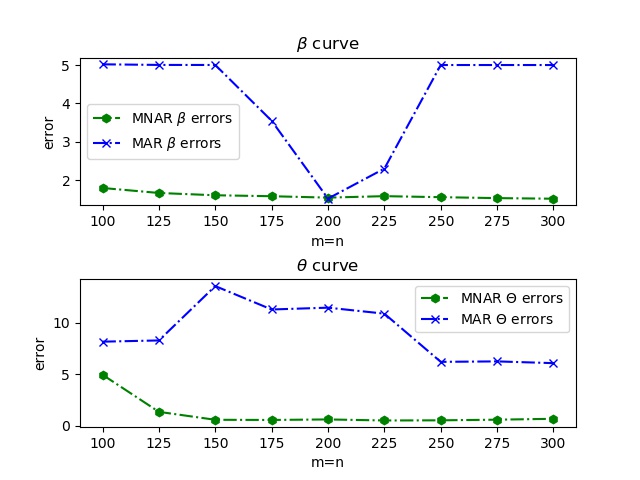 β curve
5
4
3
2
error
MNAR β errors
MAR β errors
100 125 150 175 200 225 250 275 300
m=n
θ curve
10
5
0
error
MNAR Θ errors
MAR Θ errors
100 125 150 175 200 225 250 275 300
m=n